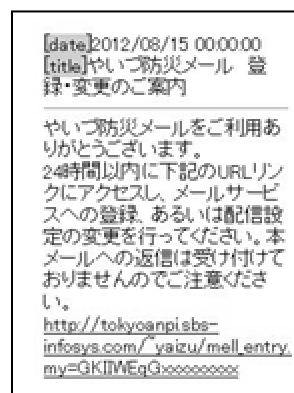 [date]2012/08/15 00:00:00
[title]やいづ防災メール 登
録・変更のご案内
やいづ防災メールをご利用あ
りがとうございます。
24時間以内に下記のURLリン
クにアクセスし、メールサービ
スへの登録、あるいは配信設
定の変更を行ってください。本
メールへの返信は受け付けて
おりませんのでご注意くださ
い。
http://tokyoanpi.sbs-
infosys.com/~yaizu/mell_entry.
my=GKIIWEgGxxxxxxxxxx